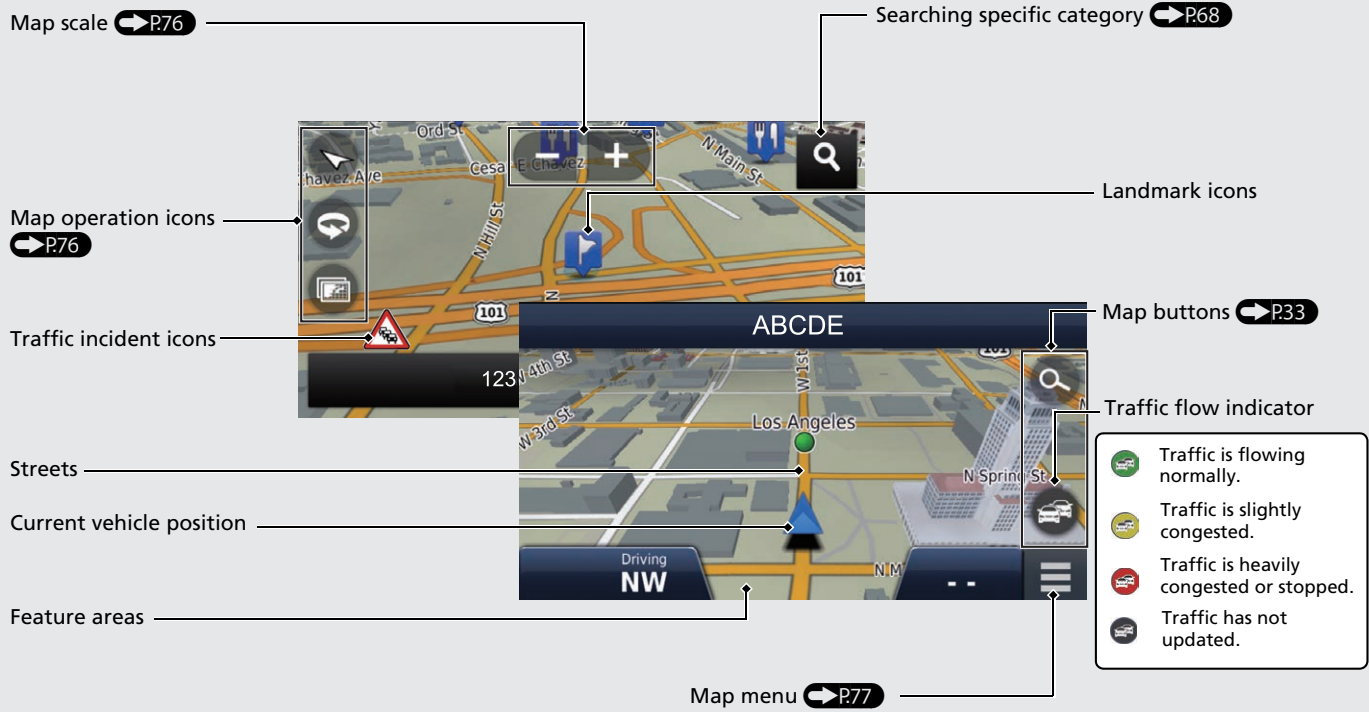 Map scale P.76
Searching specific category P.68
Ord St
Cesar E Chavez
N Main St
Chavez Ave
Map operation icons
P.76
N Hill St
Landmark icons
101
N
101
Map buttons P.33
Traffic incident icons
ABCDE
101
123
W 4th St
W 1st
Traffic flow indicator
W 3rd St
Los Angeles
Traffic is flowing
normally.
Streets
N Spring St
Traffic is slightly
congested.
Current vehicle position
Traffic is heavily
congested or stopped.
Driving
NW
N M
- -
Feature areas
Traffic has not
updated.
Map menu P.77